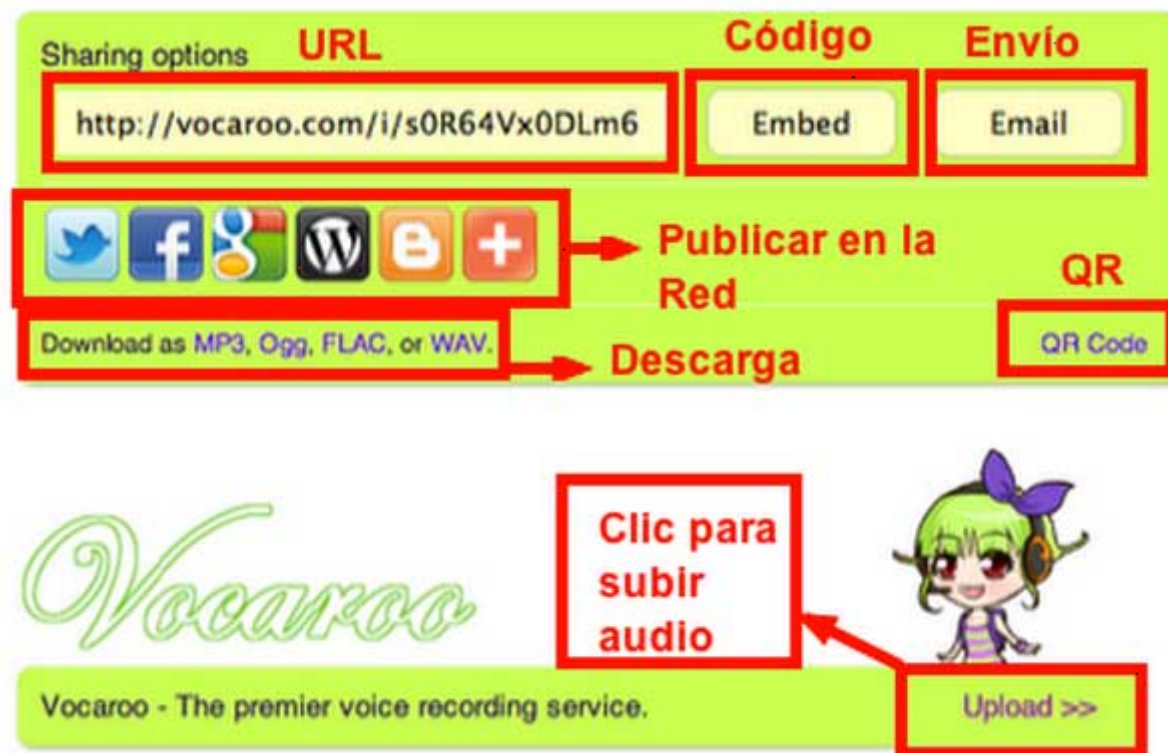 Sharing options URL Código Envío
http://vocaroo.com/i/s0R64Vx0DLm6 Embed Email
Publicar en la
Red
QR
Download as MP3, Ogg, FLAC, or WAV.
Descarga
QR Code
Vocaroo
Clic para
subir
audio
Vocaroo - The premier voice recording service.
Upload >>